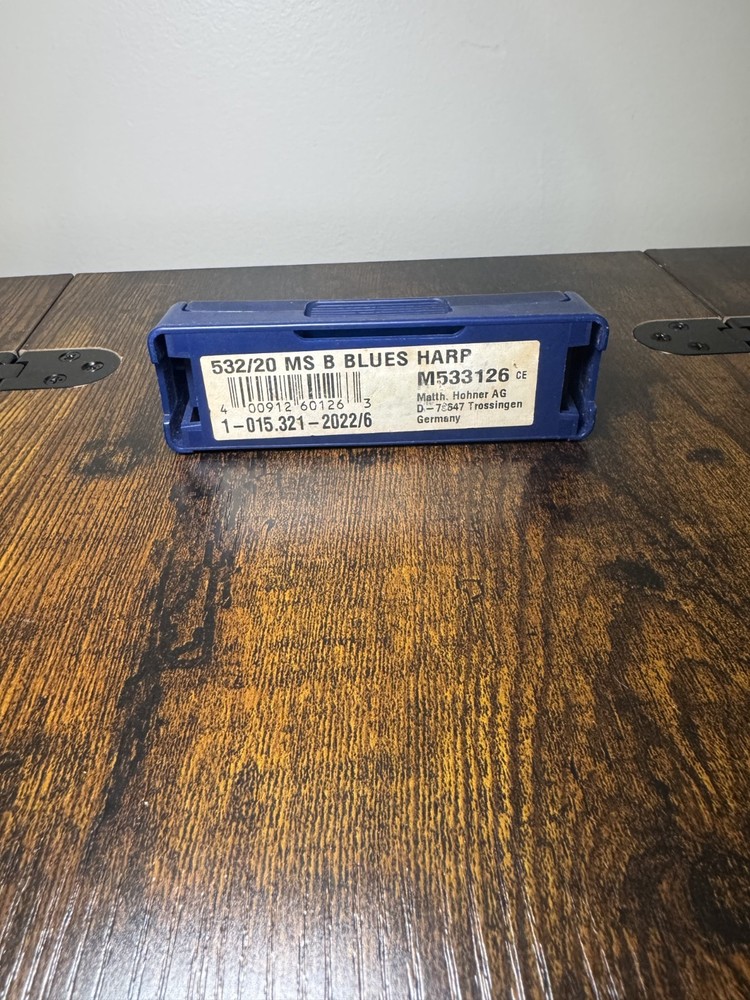 532/20 MS B BLUES HARP
M533126 CE
4 00912 60126 3
Matth. Hohner AG
D-78647 Trossingen
1-015.321-2022/6
Germany